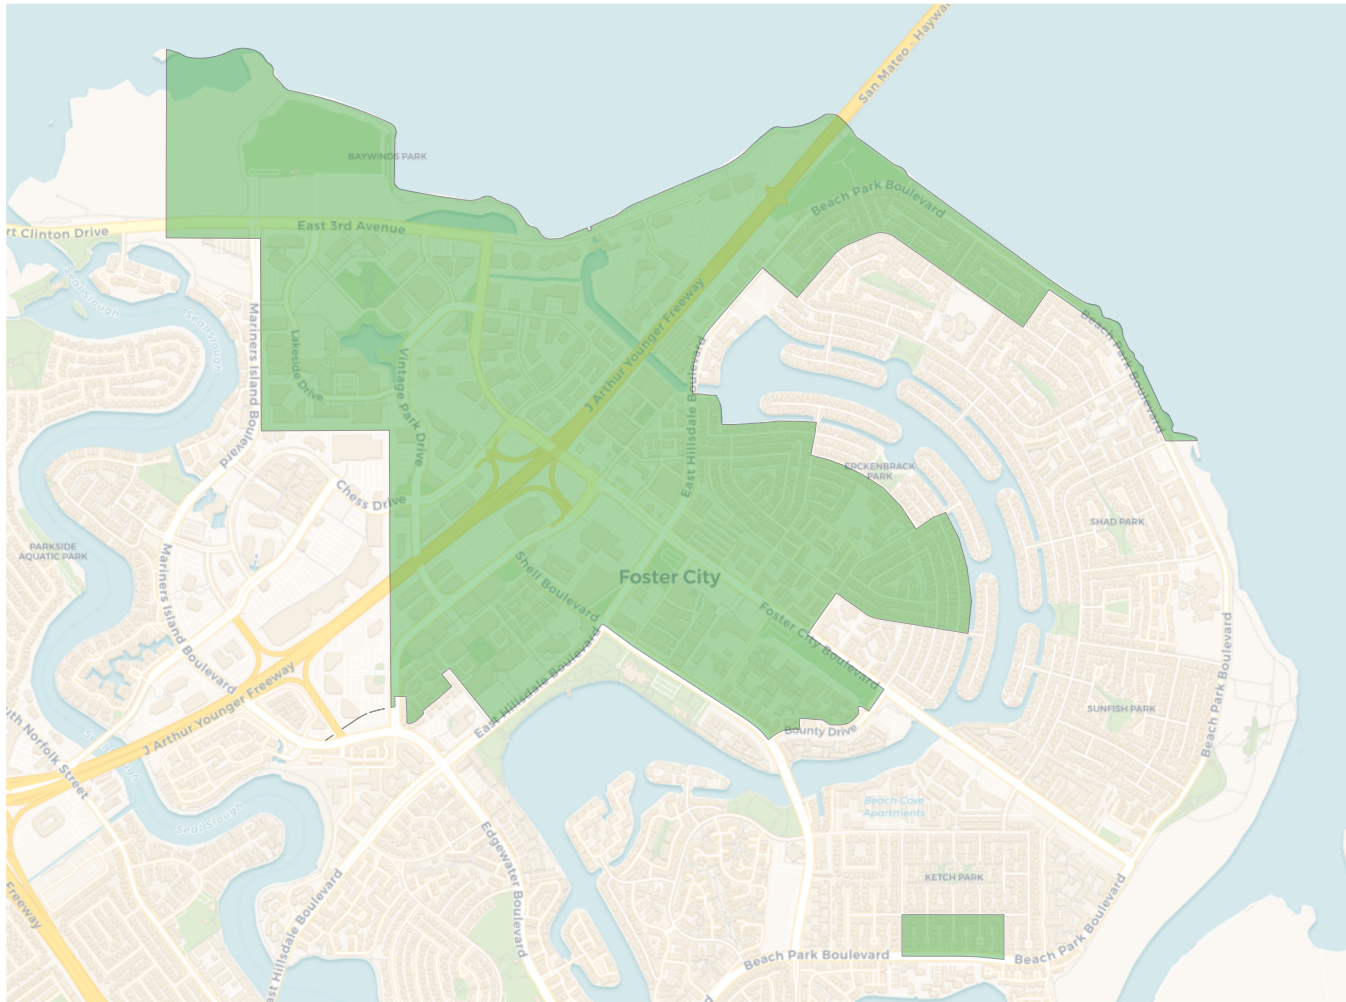 San Mateo - Haywa
BAYWINDS PARK
Beach Park Boulevard
rt Clinton Drive
East 3rd Avenue
Seal Slough
Seal Slough
Mariners Island Boulevard
Lakeside Drive
Vintage Park Drive
J Arthur Younger Freeway
East Hillsdale Boulevard
Beach Park Boulevard
ERCKENBRACK
PARK
Chess Drive
SHAD PARK
PARKSIDE
AQUATIC PARK
Mariners Island Boulevard
Shell Boulevard
Foster City
Foster City Boulevard
East Hillsdale Boulevard
Beach Park Boulevard
SUNFISH PARK
J Arthur Younger Freeway
uth Norfolk Street
Bounty Drive
Seal Slough
Beach Cove
Apartments
Edgewater Boulevard
KETCH PARK
Freeway
ast Hillsdale Boulevard
Beach Park Boulevard
Beach Park Boulevard